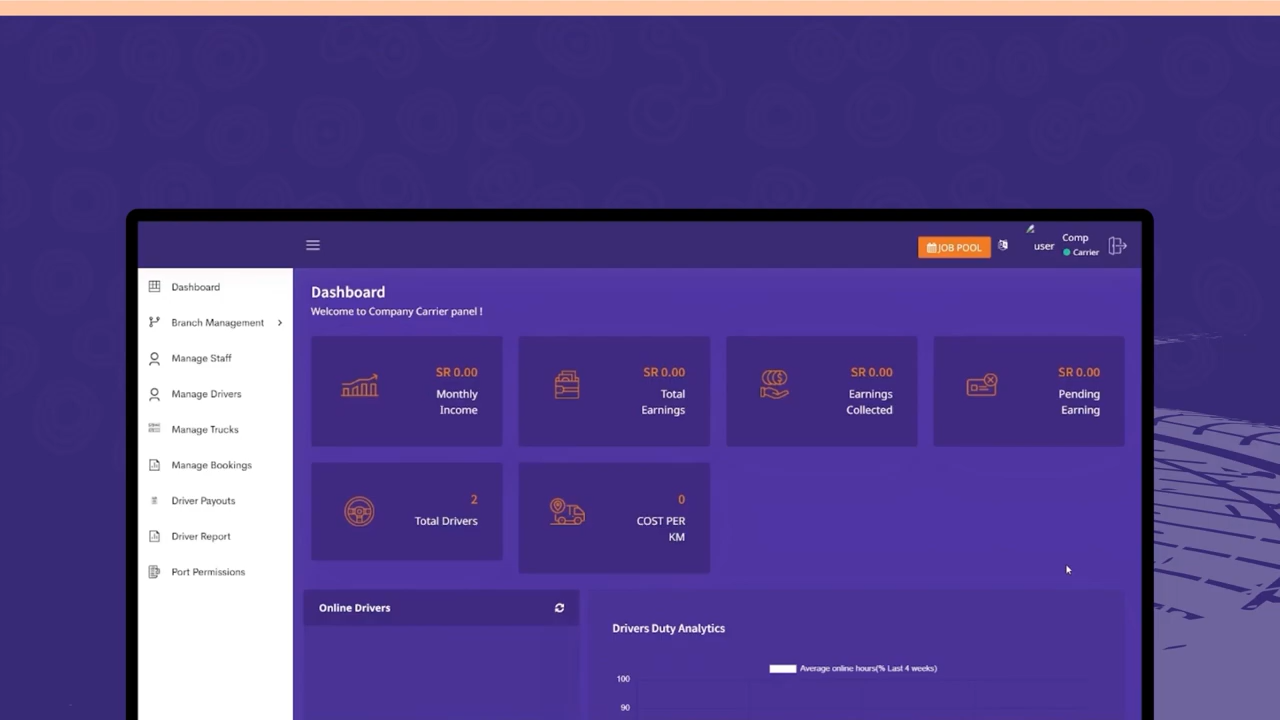 JOB POOL
user
Comp
Carrier
Dashboard
Branch Management
Manage Staff
Manage Drivers
Manage Trucks
Manage Bookings
Driver Payouts
Driver Report
Port Permissions
Dashboard
Welcome to Company Carrier panel !
SR 0.00
Monthly
Income
SR 0.00
Total
Earnings
SR 0.00
Earnings
Collected
SR 0.00
Pending
Earning
2
Total Drivers
0
COST PER
KM
Online Drivers
Drivers Duty Analytics
Average online hours(% Last 4 weeks)
100
90